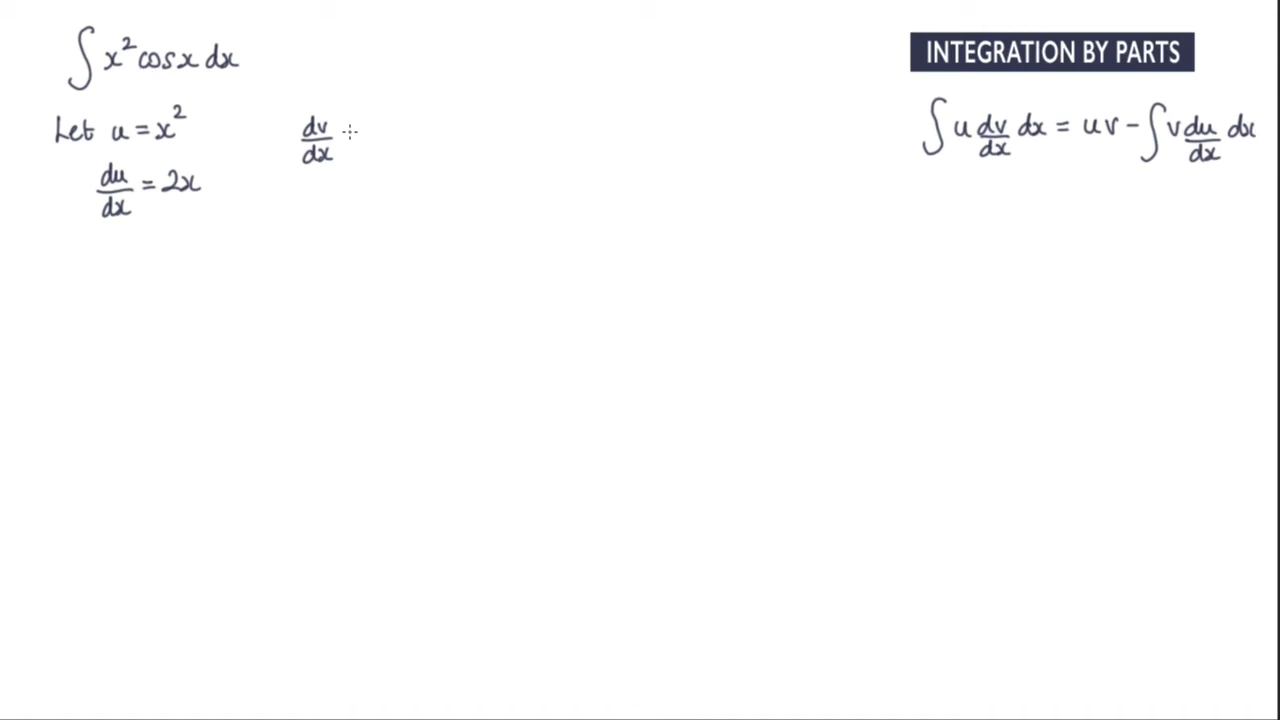 ∫ x² cos x dx
INTEGRATION BY PARTS
Let u = x²
dv/dx
∫ u dv/dx dx = uv - ∫ v du/dx dx
du/dx = 2x